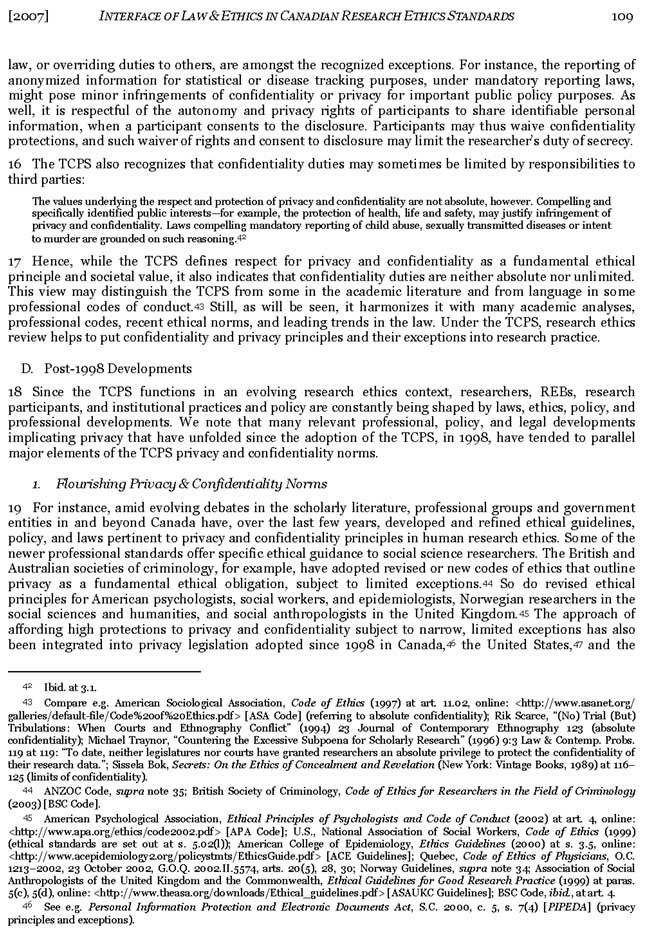 [2007] INTERFACE OF LAW & ETHICS IN CANADIAN RESEARCH ETHICS STANDARDS 109
law, or overriding duties to others, are amongst the recognized exceptions. For instance, the reporting of
anonymized information for statistical or disease tracking purposes, under mandatory reporting laws,
might pose minor infringements of confidentiality or privacy for important public policy purposes. As
well, it is respectful of the autonomy and privacy rights of participants to share identifiable personal
information, when a participant consents to the disclosure. Participants may thus waive confidentiality
protections, and such waiver of rights and consent to disclosure may limit the researcher's duty of secrecy.
16 The TCPS also recognizes that confidentiality duties may sometimes be limited by responsibilities to
third parties:
The values underlying the respect and protection of privacy and confidentiality are not absolute, however. Compelling and
specifically identified public interests—for example, the protection of health, life and safety, may justify infringement of
privacy and confidentiality. Laws compelling mandatory reporting of child abuse, sexually transmitted diseases or intent
to murder are grounded on such reasoning.42
17 Hence, while the TCPS defines respect for privacy and confidentiality as a fundamental ethical
principle and societal value, it also indicates that confidentiality duties are neither absolute nor unlimited.
This view may distinguish the TCPS from some in the academic literature and from language in some
professional codes of conduct.43 Still, as will be seen, it harmonizes it with many academic analyses,
professional codes, recent ethical norms, and leading trends in the law. Under the TCPS, research ethics
review helps to put confidentiality and privacy principles and their exceptions into research practice.
D. Post-1998 Developments
18 Since the TCPS functions in an evolving research ethics context, researchers, REBs, research
participants, and institutional practices and policy are constantly being shaped by laws, ethics, policy, and
professional developments. We note that many relevant professional, policy, and legal developments
implicating privacy that have unfolded since the adoption of the TCPS, in 1998, have tended to parallel
major elements of the TCPS privacy and confidentiality norms.
1. Flourishing Privacy & Confidentiality Norms
19 For instance, amid evolving debates in the scholarly literature, professional groups and government
entities in and beyond Canada have, over the last few years, developed and refined ethical guidelines,
policy, and laws pertinent to privacy and confidentiality principles in human research ethics. Some of the
newer professional standards offer specific ethical guidance to social science researchers. The British and
Australian societies of criminology, for example, have adopted revised or new codes of ethics that outline
privacy as a fundamental ethical obligation, subject to limited exceptions.44 So do revised ethical
principles for American psychologists, social workers, and epidemiologists, Norwegian researchers in the
social sciences and humanities, and social anthropologists in the United Kingdom.45 The approach of
affording high protections to privacy and confidentiality subject to narrow, limited exceptions has also
been integrated into privacy legislation adopted since 1998 in Canada,46 the United States,47 and the
42 Ibid. at 3.1.
43 Compare e.g. American Sociological Association, Code of Ethics (1997) at art. 11.02, online: <http://www.asanet.org/
galleries/default-file/Code%20of%20Ethics.pdf> [ASA Code] (referring to absolute confidentiality); Rik Scarce, “(No) Trial (But)
Tribulations: When Courts and Ethnography Conflict” (1994) 23 Journal of Contemporary Ethnography 123 (absolute
confidentiality); Michael Traynor, “Countering the Excessive Subpoena for Scholarly Research” (1996) 9:3 Law & Contemp. Probs.
119 at 119: “To date, neither legislatures nor courts have granted researchers an absolute privilege to protect the confidentiality of
their research data.”; Sissela Bok, Secrets: On the Ethics of Concealment and Revelation (New York: Vintage Books, 1989) at 116–
125 (limits of confidentiality).
44 ANZOC Code, supra note 35; British Society of Criminology, Code of Ethics for Researchers in the Field of Criminology
(2003) [BSC Code].
45 American Psychological Association, Ethical Principles of Psychologists and Code of Conduct (2002) at art. 4, online:
<http://www.apa.org/ethics/code2002.pdf> [APA Code]; U.S., National Association of Social Workers, Code of Ethics (1999)
(ethical standards are set out at s. 5.02(l)); American College of Epidemiology, Ethics Guidelines (2000) at s. 3.5, online:
<http://www.acepidemiology2.org/policystmts/EthicsGuide.pdf> [ACE Guidelines]; Quebec, Code of Ethics of Physicians, O.C.
1213–2002, 23 October 2002, G.O.Q. 2002.II.5574, arts. 20(5), 28, 30; Norway Guidelines, supra note 34; Association of Social
Anthropologists of the United Kingdom and the Commonwealth, Ethical Guidelines for Good Research Practice (1999) at paras.
5(c), 5(d), online: <http://www.theasa.org/downloads/Ethical_guidelines.pdf> [ASAUKC Guidelines]; BSC Code, ibid., at art. 4.
46 See e.g. Personal Information Protection and Electronic Documents Act, S.C. 2000, c. 5, s. 7(4) [PIPEDA] (privacy
principles and exceptions).